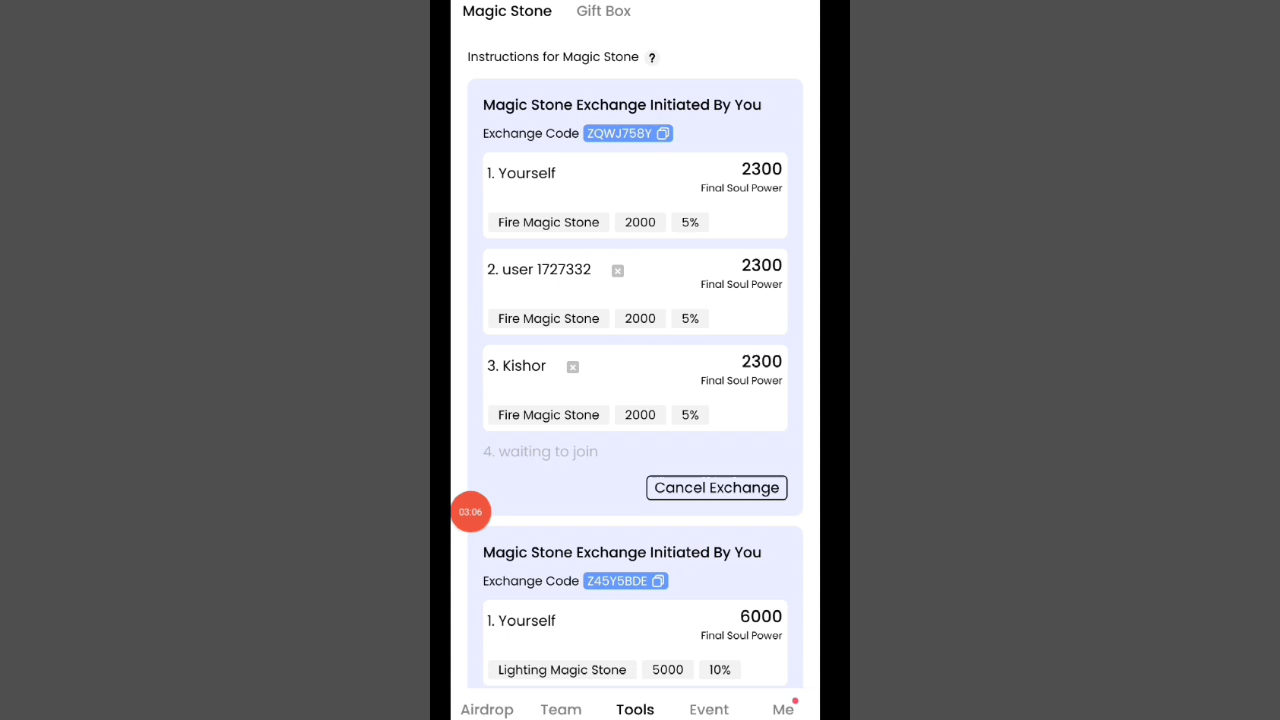 Magic Stone Gift Box
Instructions for Magic Stone ?
Magic Stone Exchange Initiated By You
Exchange Code ZQWJ758Y
1. Yourself 2300
Final Soul Power
Fire Magic Stone 2000 5%
2. user 1727332 2300
Final Soul Power
Fire Magic Stone 2000 5%
3. Kishor 2300
Final Soul Power
Fire Magic Stone 2000 5%
4. waiting to join
Cancel Exchange
03:06
Magic Stone Exchange Initiated By You
Exchange Code Z45Y5BDE
1. Yourself 6000
Final Soul Power
Lighting Magic Stone 5000 10%
Airdrop Team Tools Event Me